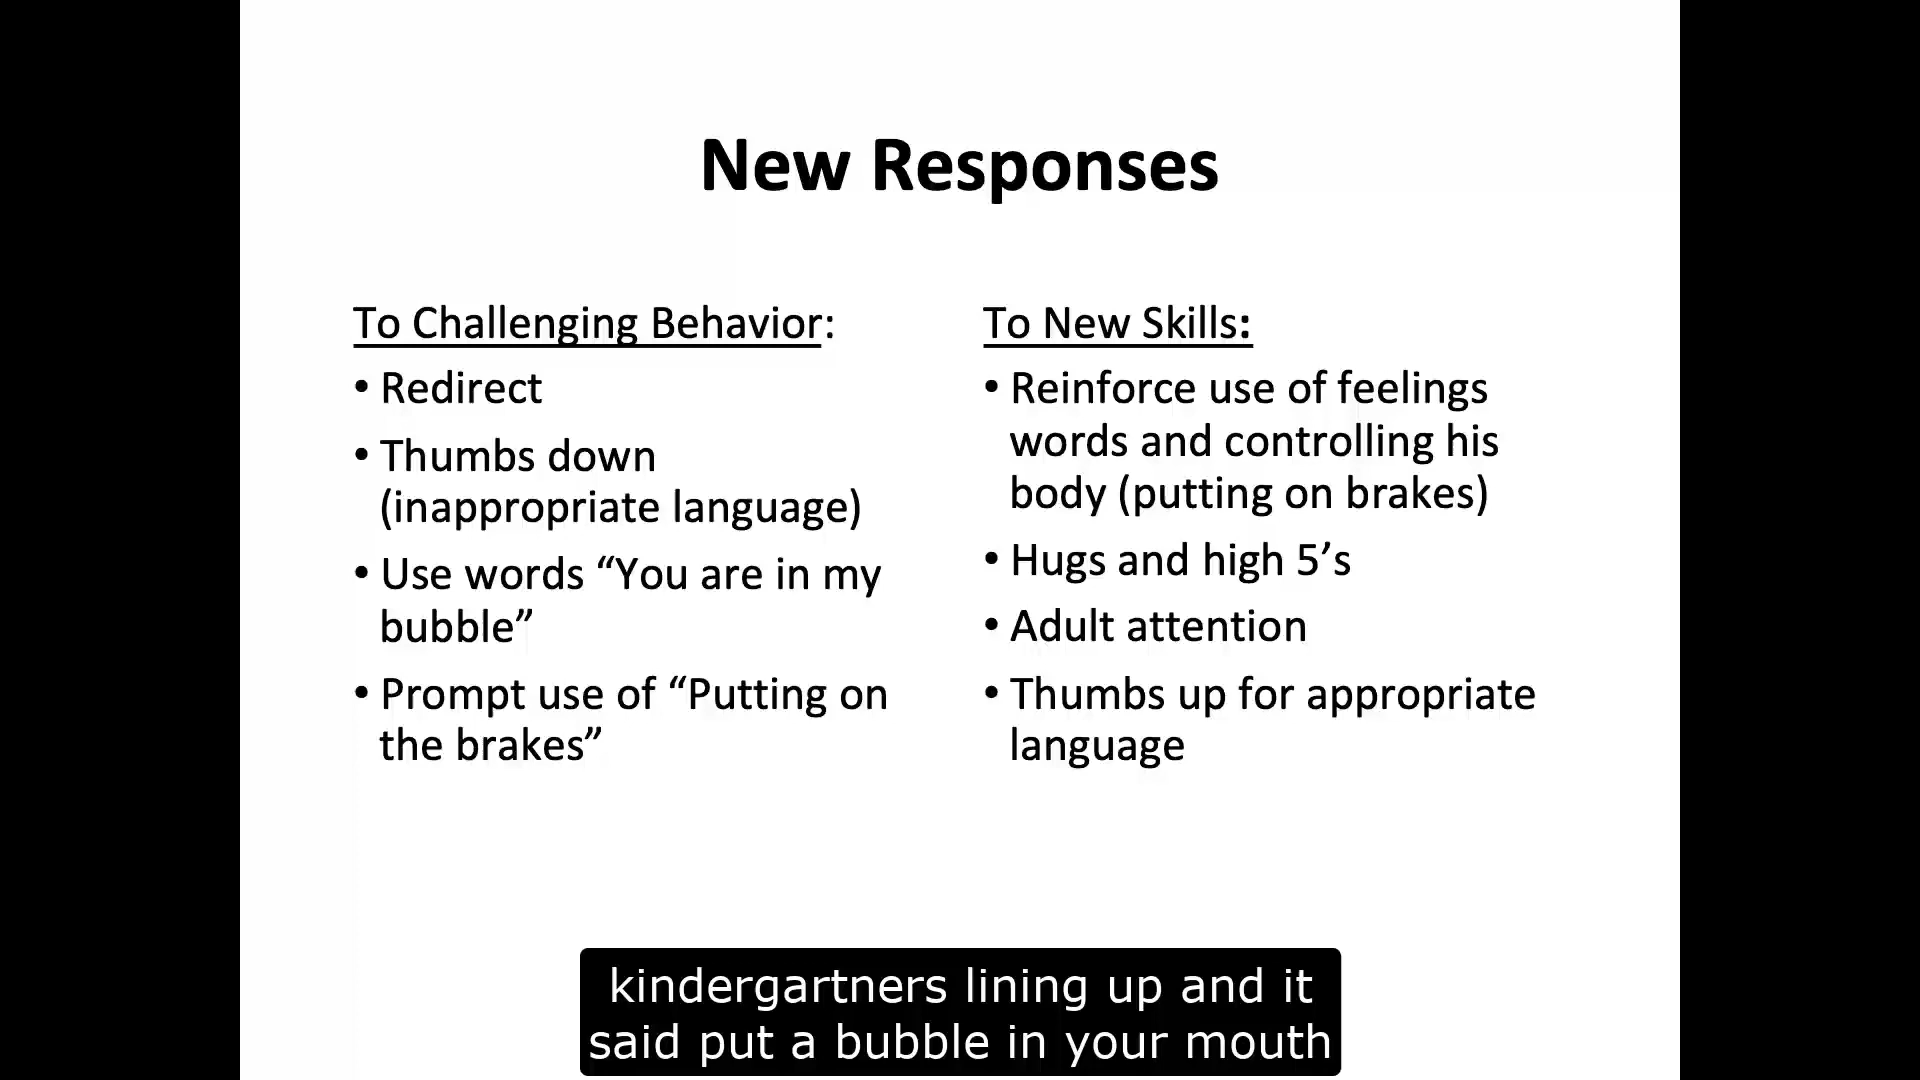 New Responses
To Challenging Behavior:
• Redirect
• Thumbs down
(inappropriate language)
• Use words “You are in my
bubble”
• Prompt use of “Putting on
the brakes”
To New Skills:
• Reinforce use of feelings
words and controlling his
body (putting on brakes)
• Hugs and high 5’s
• Adult attention
• Thumbs up for appropriate
language
kindergartners lining up and it
said put a bubble in your mouth